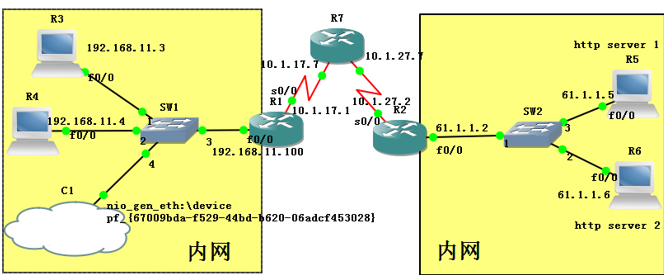 R3
192.168.11.3
f0/0
R4
192.168.11.4
f0/0
SW1
1
2
3
4
C1
nio_gen_eth:\device
pf_{67009bda-f529-44bd-b620-06adcf453028}
内网
R1
s0/0
f0/0
192.168.11.100
10.1.17.1
10.1.17.7
R7
10.1.27.7
10.1.27.2
R2
s0/0
61.1.1.2
f0/0
SW2
1
3
2
http server 1
R5
61.1.1.5
f0/0
R6
f0/0
61.1.1.6
http server 2
内网